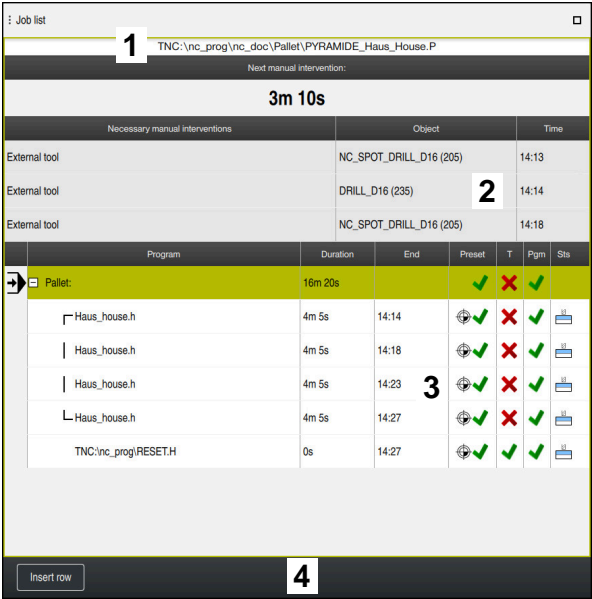 Job list
1
TNC:\nc_prog\nc_doc\Pallet\PYRAMIDE_Haus_House.P
Next manual intervention:
3m 10s
Necessary manual interventions Object Time
External tool NC_SPOT_DRILL_D16 (205) 14:13
External tool DRILL_D16 (235) 2 14:14
External tool NC_SPOT_DRILL_D16 (205) 14:18
Program Duration End Preset T Pgm Sts
Pallet: 16m 20s
Haus_house.h 4m 5s 14:14
Haus_house.h 4m 5s 14:18
Haus_house.h 4m 5s 14:23 3
Haus_house.h 4m 5s 14:27
TNC:\nc_prog\RESET.H 0s 14:27
Insert row 4